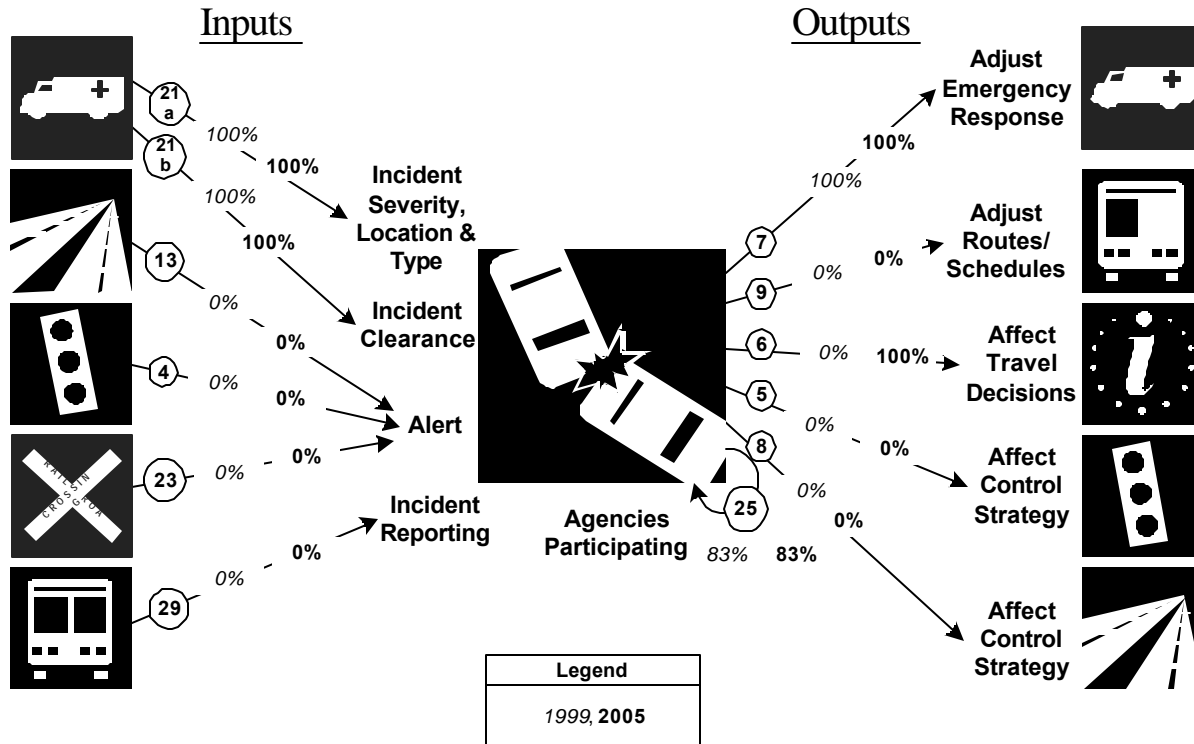 Inputs
Outputs
21
a
100%
100%
21
b
100%
100%
Incident
Severity,
Location &
Type
Incident
Clearance
13
0%
0%
4
0%
0%
Alert
23
0%
0%
RAIL
CROSSIN
G
ROA
Incident
Reporting
29
0%
0%
Agencies
Participating
25
83% 83%
7
100%
100%
Adjust
Emergency
Response
9
0%
0%
Adjust
Routes/
Schedules
6
0%
100%
Affect
Travel
Decisions
i
5
0%
0%
Affect
Control
Strategy
8
0%
0%
Affect
Control
Strategy
Legend
1999, 2005